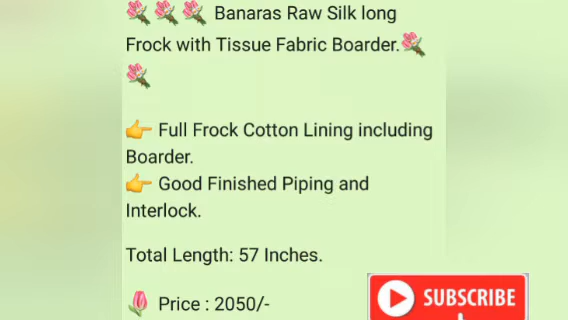 💐💐💐 Banaras Raw Silk long
Frock with Tissue Fabric Boarder.💐
💐
👉 Full Frock Cotton Lining including
Boarder.
👉 Good Finished Piping and
Interlock.
Total Length: 57 Inches.
🌷 Price : 2050/-
SUBSCRIBE